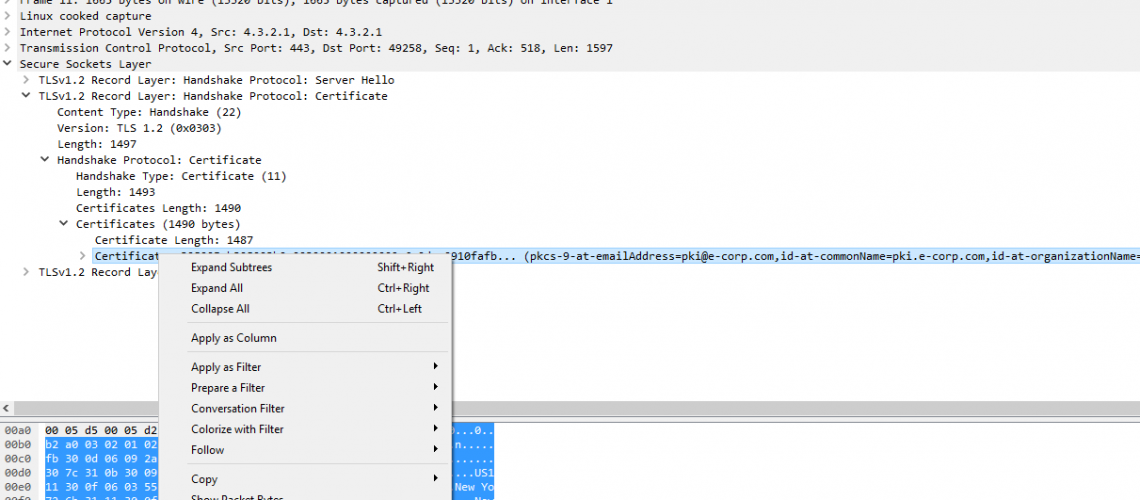 Frame 11: 1665 bytes on wire (13320 bits), 1665 bytes captured (13320 bits) on interface 1
Linux cooked capture
Internet Protocol Version 4, Src: 4.3.2.1, Dst: 4.3.2.1
Transmission Control Protocol, Src Port: 443, Dst Port: 49258, Seq: 1, Ack: 518, Len: 1597
Secure Sockets Layer
TLSv1.2 Record Layer: Handshake Protocol: Server Hello
TLSv1.2 Record Layer: Handshake Protocol: Certificate
Content Type: Handshake (22)
Version: TLS 1.2 (0x0303)
Length: 1497
Handshake Protocol: Certificate
Handshake Type: Certificate (11)
Length: 1493
Certificates Length: 1490
Certificates (1490 bytes)
Certificate Length: 1487
Certificat 910fafb... (pkcs-9-at-emailAddress=pki@e-corp.com,id-at-commonName=pki.e-corp.com,id-at-organizationName=
TLSv1.2 Record Lay
Expand Subtrees Shift+Right
Expand All Ctrl+Right
Collapse All Ctrl+Left
Apply as Column
Apply as Filter
Prepare a Filter
Conversation Filter
Colorize with Filter
Follow
Copy
Show Packet Bytes
00a0 00 05 d5 00 05 d2 ...0..
00b0 b2 a0 03 02 01 02 n.....
00c0 fb 30 0d 06 09 2a ......
00d0 30 7c 31 0b 30 09 ...US1
00e0 11 30 0f 06 03 55 .New Yo